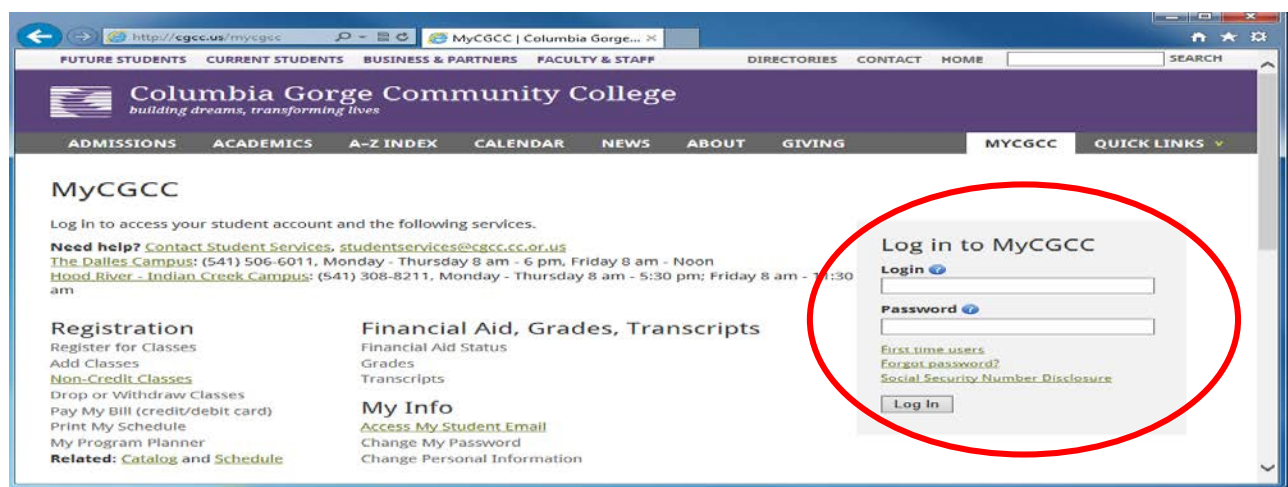 http://cgcc.us/mycgcc
MyCGCC | Columbia Gorge...
FUTURE STUDENTS CURRENT STUDENTS BUSINESS & PARTNERS FACULTY & STAFF DIRECTORIES CONTACT HOME SEARCH
Columbia Gorge Community College
building dreams, transforming lives
ADMISSIONS ACADEMICS A-Z INDEX CALENDAR NEWS ABOUT GIVING MYCGCC QUICK LINKS
MyCGCC
Log in to access your student account and the following services.
Need help? Contact Student Services, studentservices@cgcc.cc.or.us
The Dalles Campus: (541) 506-6011, Monday - Thursday 8 am - 6 pm, Friday 8 am - Noon
Hood River - Indian Creek Campus: (541) 308-8211, Monday - Thursday 8 am - 5:30 pm; Friday 8 am - 11:30
am
Registration
Register for Classes
Add Classes
Non-Credit Classes
Drop or Withdraw Classes
Pay My Bill (credit/debit card)
Print My Schedule
My Program Planner
Related: Catalog and Schedule
Financial Aid, Grades, Transcripts
Financial Aid Status
Grades
Transcripts
My Info
Access My Student Email
Change My Password
Change Personal Information
Log in to MyCGCC
Login
Password
First time users
Forgot password?
Social Security Number Disclosure
Log In